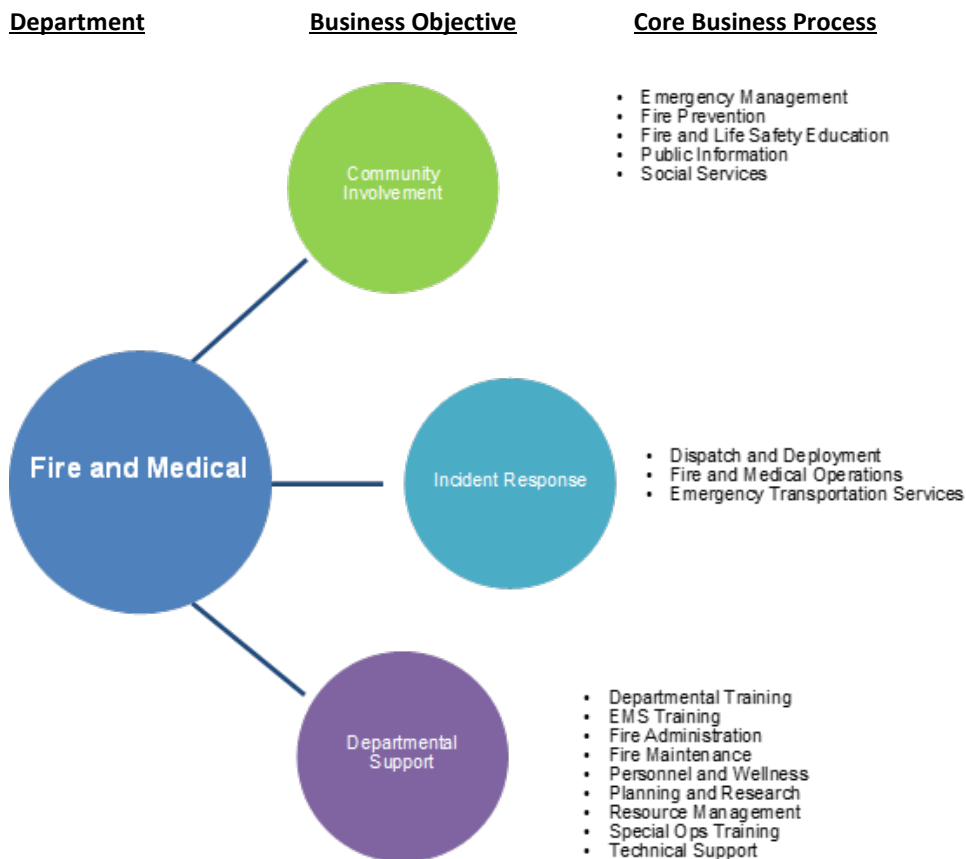 Department Business Objective Core Business Process
Community
Involvement
• Emergency Management
• Fire Prevention
• Fire and Life Safety Education
• Public Information
• Social Services
Fire and Medical
Incident Response
• Dispatch and Deployment
• Fire and Medical Operations
• Emergency Transportation Services
Departmental
Support
• Departmental Training
• EMS Training
• Fire Administration
• Fire Maintenance
• Personnel and Wellness
• Planning and Research
• Resource Management
• Special Ops Training
• Technical Support